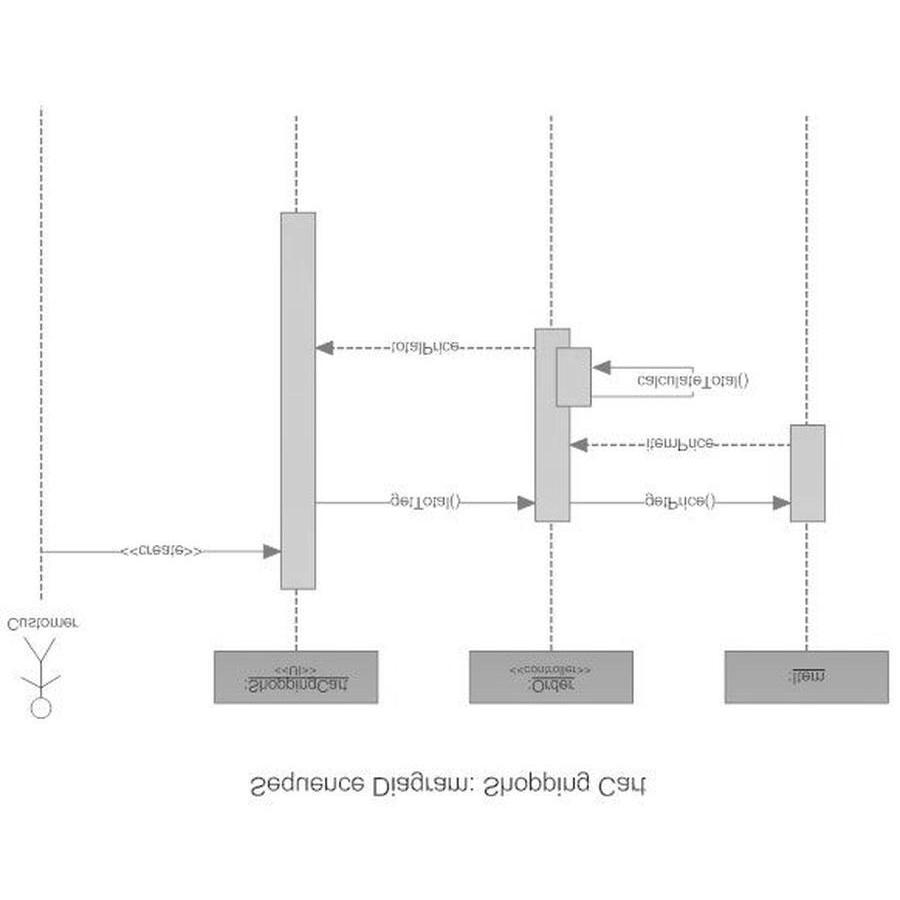 Sequence Diagram: Shopping Cart
:ShoppingCart
<<UI>>
:Order
<<controller>>
:Item
Customer
<<create>>
getTotal()
getPrice()
itemPrice
calculateTotal()
totalPrice